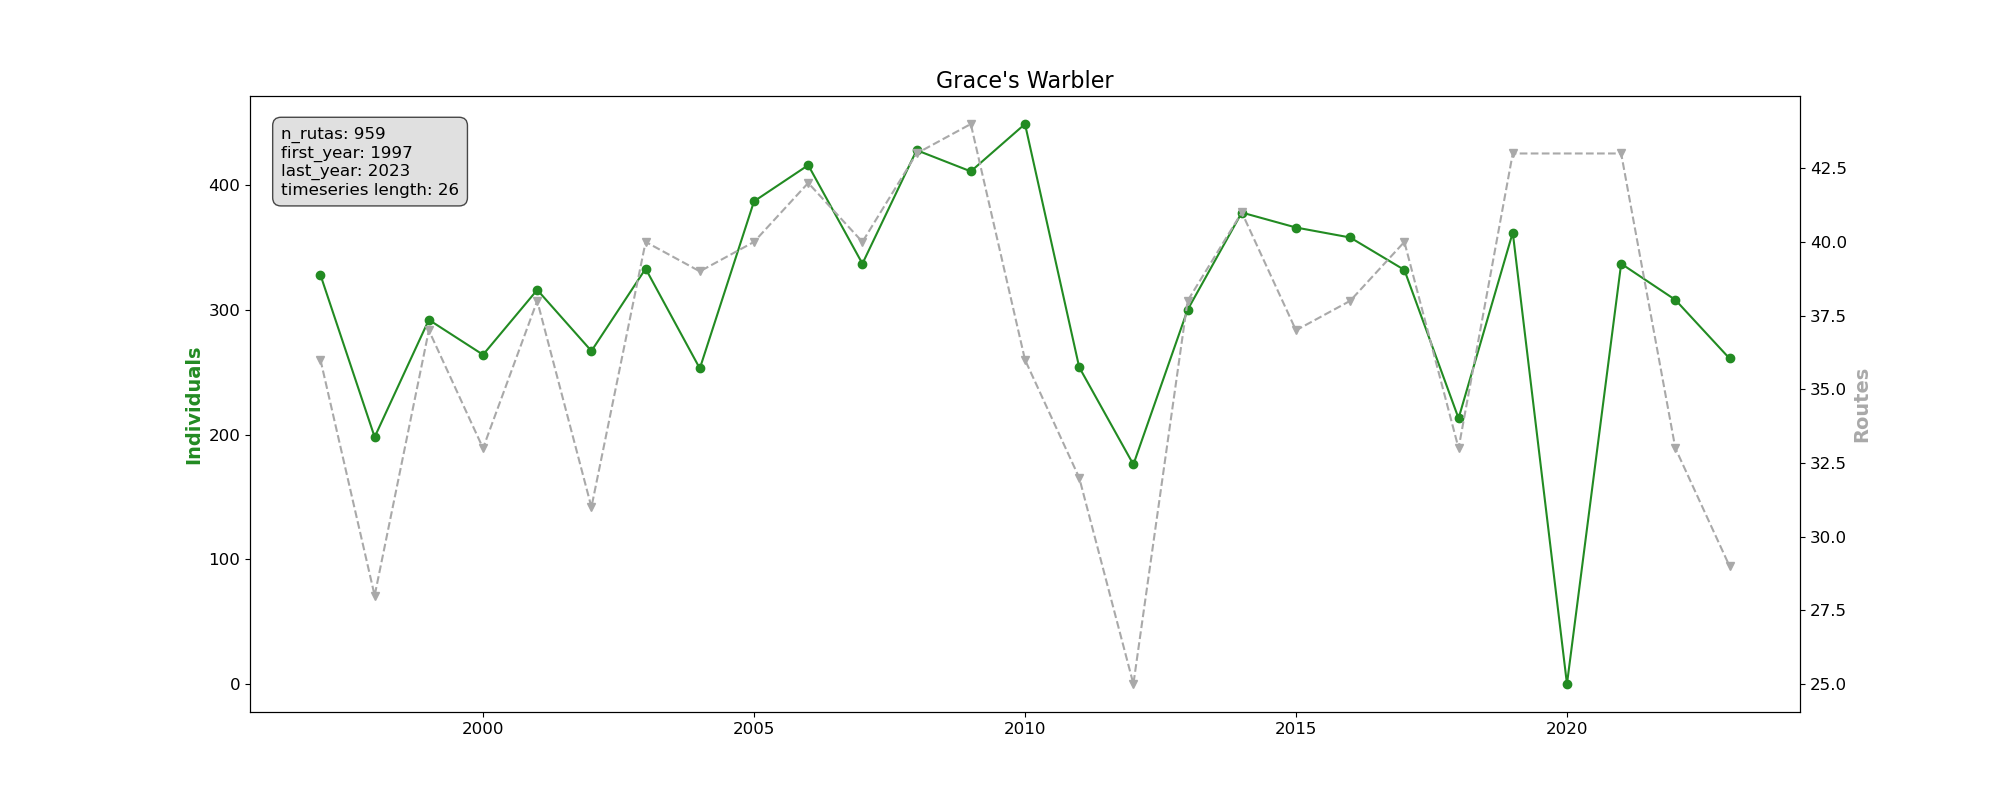 Grace's Warbler
n_rutas: 959
first_year: 1997
last_year: 2023
timeseries length: 26
Individuals
400
300
200
100
0
Routes
42.5
40.0
37.5
35.0
32.5
30.0
27.5
25.0
2000 2005 2010 2015 2020